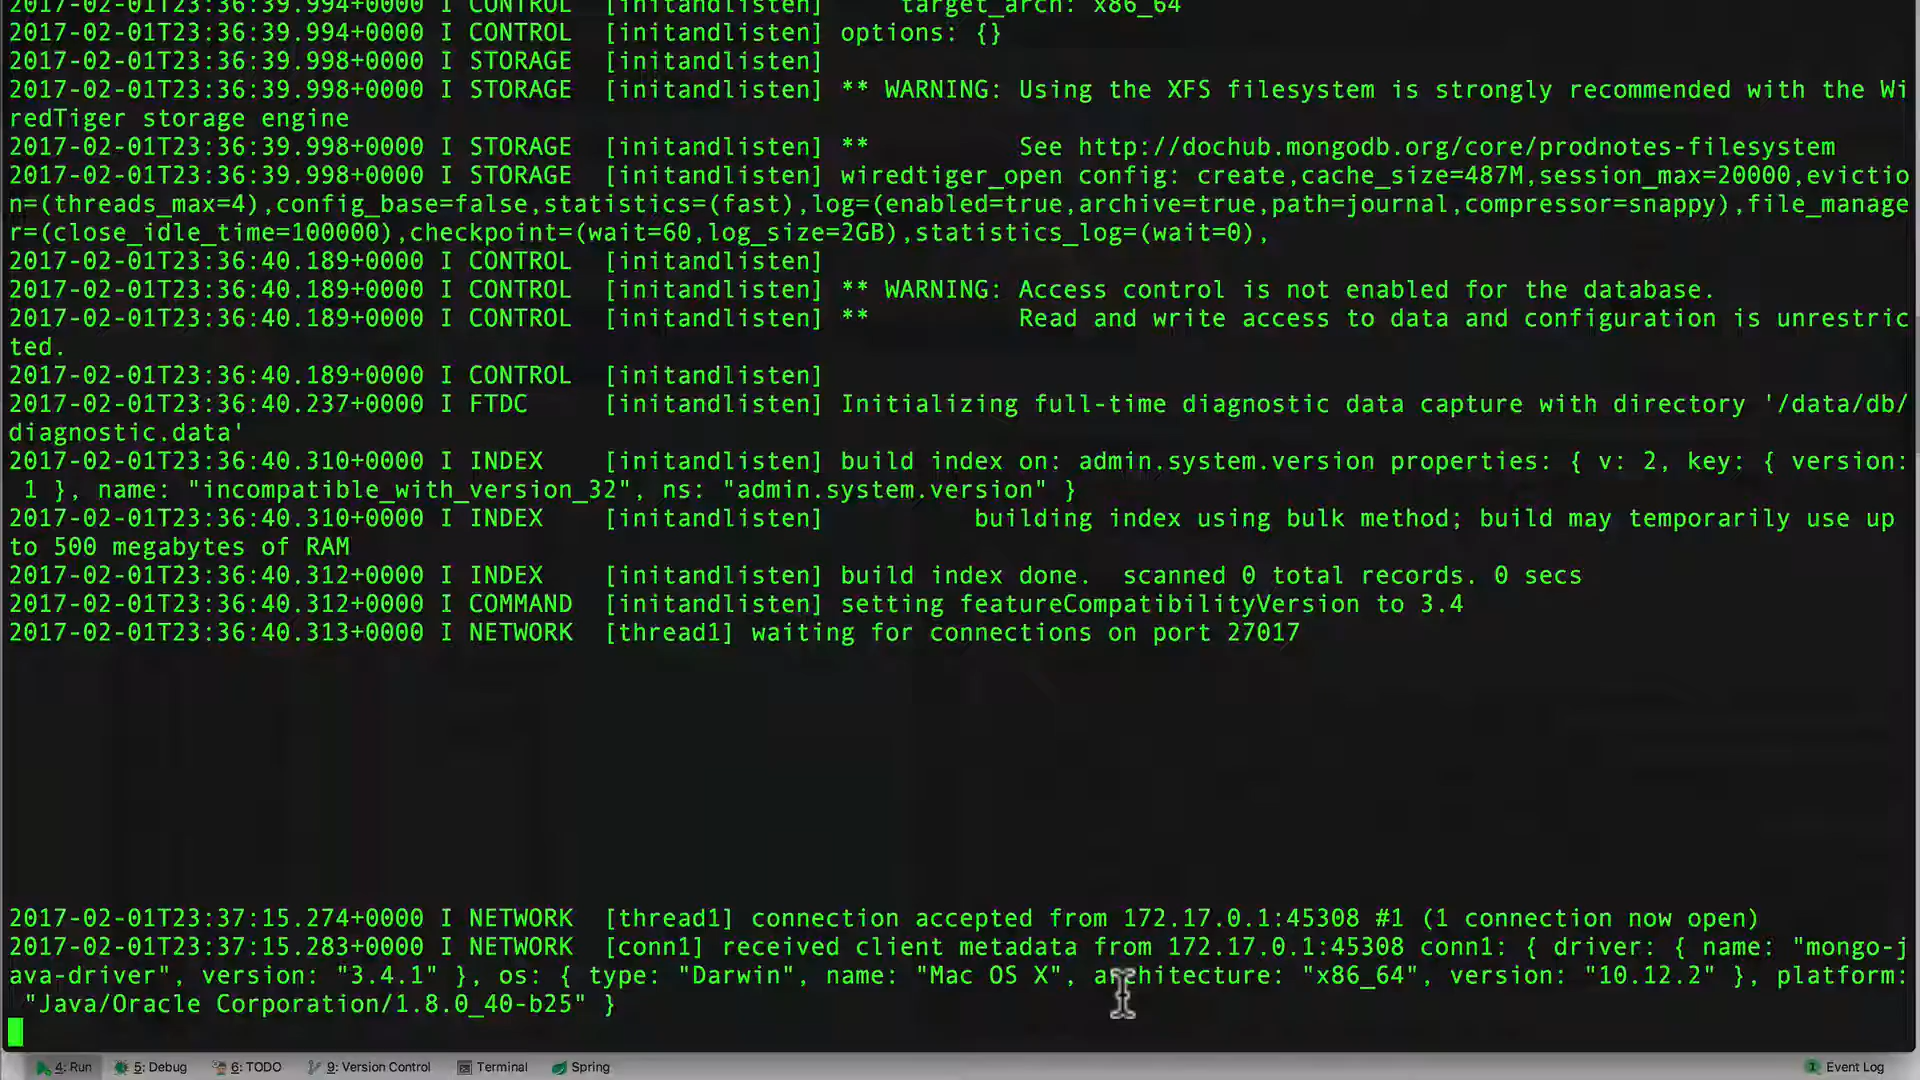 2017-02-01T23:36:39.994+0000 I CONTROL  [initandlisten]     target_arch: x86_64
2017-02-01T23:36:39.994+0000 I CONTROL  [initandlisten] options: {}
2017-02-01T23:36:39.998+0000 I STORAGE  [initandlisten]
2017-02-01T23:36:39.998+0000 I STORAGE  [initandlisten] ** WARNING: Using the XFS filesystem is strongly recommended with the Wi
redTiger storage engine
2017-02-01T23:36:39.998+0000 I STORAGE  [initandlisten] **          See http://dochub.mongodb.org/core/prodnotes-filesystem
2017-02-01T23:36:39.998+0000 I STORAGE  [initandlisten] wiredtiger_open config: create,cache_size=487M,session_max=20000,evictio
n=(threads_max=4),config_base=false,statistics=(fast),log=(enabled=true,archive=true,path=journal,compressor=snappy),file_manage
r=(close_idle_time=100000),checkpoint=(wait=60,log_size=2GB),statistics_log=(wait=0),
2017-02-01T23:36:40.189+0000 I CONTROL  [initandlisten]
2017-02-01T23:36:40.189+0000 I CONTROL  [initandlisten] ** WARNING: Access control is not enabled for the database.
2017-02-01T23:36:40.189+0000 I CONTROL  [initandlisten] **          Read and write access to data and configuration is unrestric
ted.
2017-02-01T23:36:40.189+0000 I CONTROL  [initandlisten]
2017-02-01T23:36:40.237+0000 I FTDC     [initandlisten] Initializing full-time diagnostic data capture with directory '/data/db/
diagnostic.data'
2017-02-01T23:36:40.310+0000 I INDEX    [initandlisten] build index on: admin.system.version properties: { v: 2, key: { version:
 1 }, name: "incompatible_with_version_32", ns: "admin.system.version" }
2017-02-01T23:36:40.310+0000 I INDEX    [initandlisten]          building index using bulk method; build may temporarily use up
to 500 megabytes of RAM
2017-02-01T23:36:40.312+0000 I INDEX    [initandlisten] build index done.  scanned 0 total records. 0 secs
2017-02-01T23:36:40.312+0000 I COMMAND  [initandlisten] setting featureCompatibilityVersion to 3.4
2017-02-01T23:36:40.313+0000 I NETWORK  [thread1] waiting for connections on port 27017
2017-02-01T23:37:15.274+0000 I NETWORK  [thread1] connection accepted from 172.17.0.1:45308 #1 (1 connection now open)
2017-02-01T23:37:15.283+0000 I NETWORK  [conn1] received client metadata from 172.17.0.1:45308 conn1: { driver: { name: "mongo-j
ava-driver", version: "3.4.1" }, os: { type: "Darwin", name: "Mac OS X", architecture: "x86_64", version: "10.12.2" }, platform:
 "Java/Oracle Corporation/1.8.0_40-b25" }
4: Run 5: Debug 6: TODO 9: Version Control Terminal Spring 1 Event Log